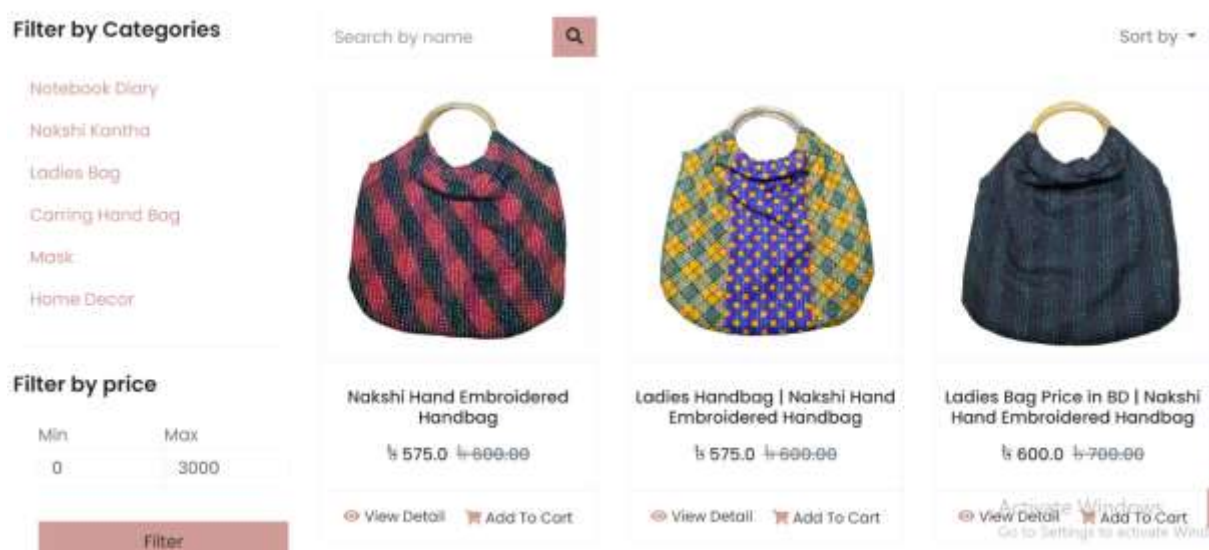 Filter by Categories
Notebook Diary
Nakshi Kantha
Ladies Bag
Carring Hand Bag
Mask
Home Decor
Filter by price
Min Max
0 3000
Filter
Search by name
Sort by
Nakshi Hand Embroidered
Handbag
৳ 575.0 ৳ 600.00
View Detail Add To Cart
Ladies Handbag | Nakshi Hand
Embroidered Handbag
৳ 575.0 ৳ 600.00
View Detail Add To Cart
Ladies Bag Price in BD | Nakshi
Hand Embroidered Handbag
৳ 600.0 ৳ 700.00
View Detail Add To Cart
Activate Windows
Go to Settings to activate